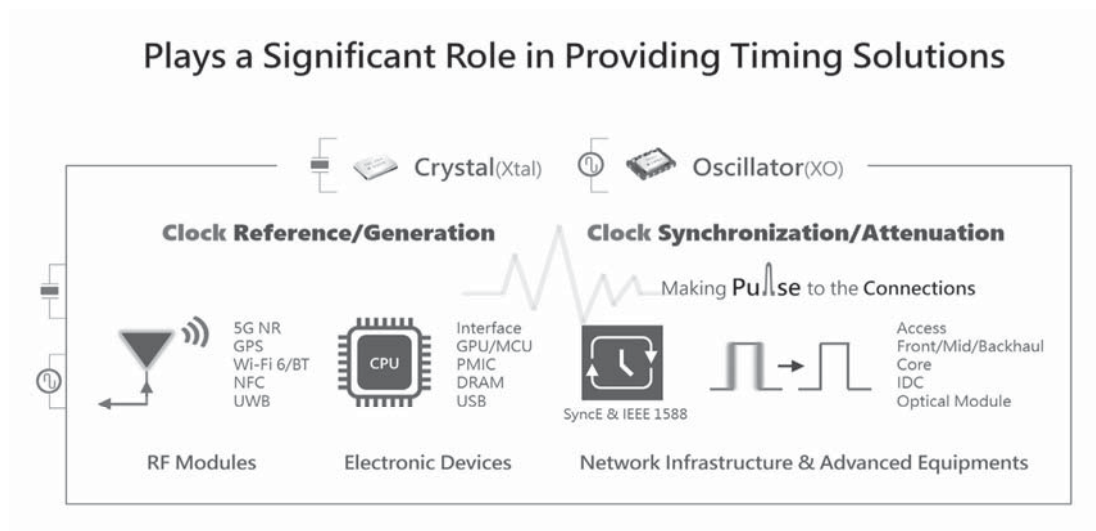 Plays a Significant Role in Providing Timing Solutions
Crystal(Xtal)
Oscillator(XO)
Clock Reference/Generation
Clock Synchronization/Attenuation
Making Pulse to the Connections
5G NR
GPS
Wi-Fi 6/BT
NFC
UWB
RF Modules
CPU
Interface
GPU/MCU
PMIC
DRAM
USB
Electronic Devices
SyncE & IEEE 1588
Access
Front/Mid/Backhaul
Core
IDC
Optical Module
Network Infrastructure & Advanced Equipments